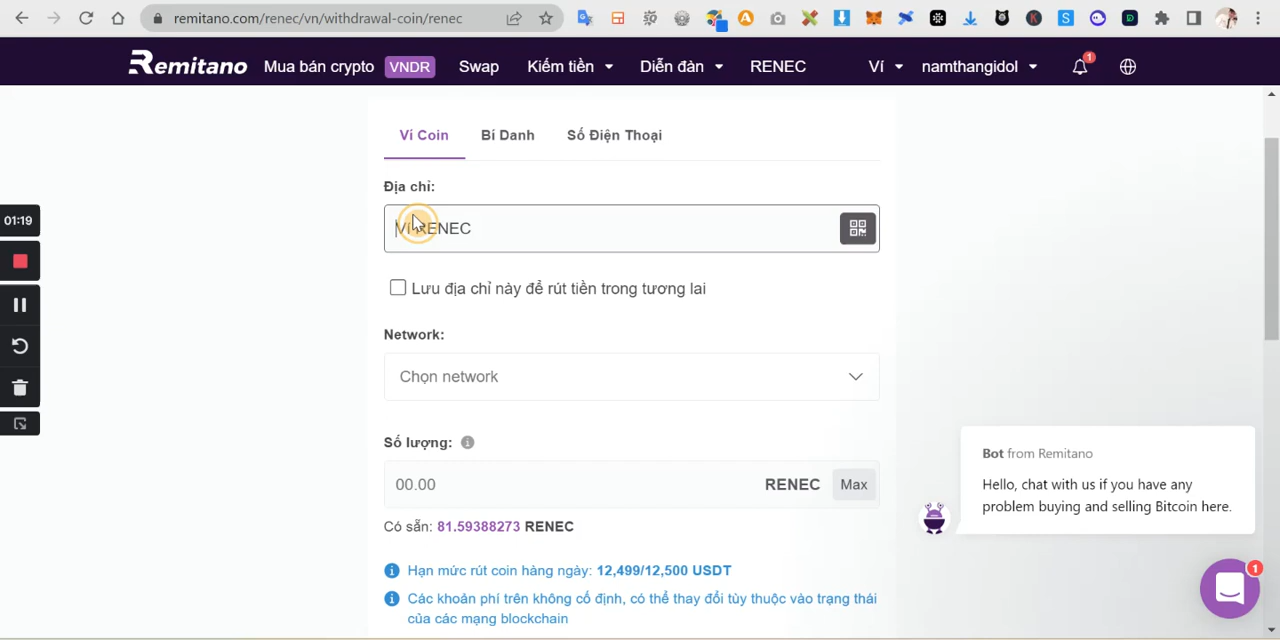 remitano.com/renec/vn/withdrawal-coin/renec
Remitano Mua bán crypto VNDR Swap Kiếm tiền Diễn đàn RENEC Ví namthangidol 1
Ví Coin Bí Danh Số Điện Thoại
Địa chỉ:
01:19
Ví RENEC
Lưu địa chỉ này để rút tiền trong tương lai
Network:
Chọn network
Số lượng:
00.00 RENEC Max
Có sẵn: 81.59388273 RENEC
Hạn mức rút coin hàng ngày: 12,499/12,500 USDT
Các khoản phí trên không cố định, có thể thay đổi tùy thuộc vào trạng thái
của các mạng blockchain
Bot from Remitano
Hello, chat with us if you have any
problem buying and selling Bitcoin here.
1